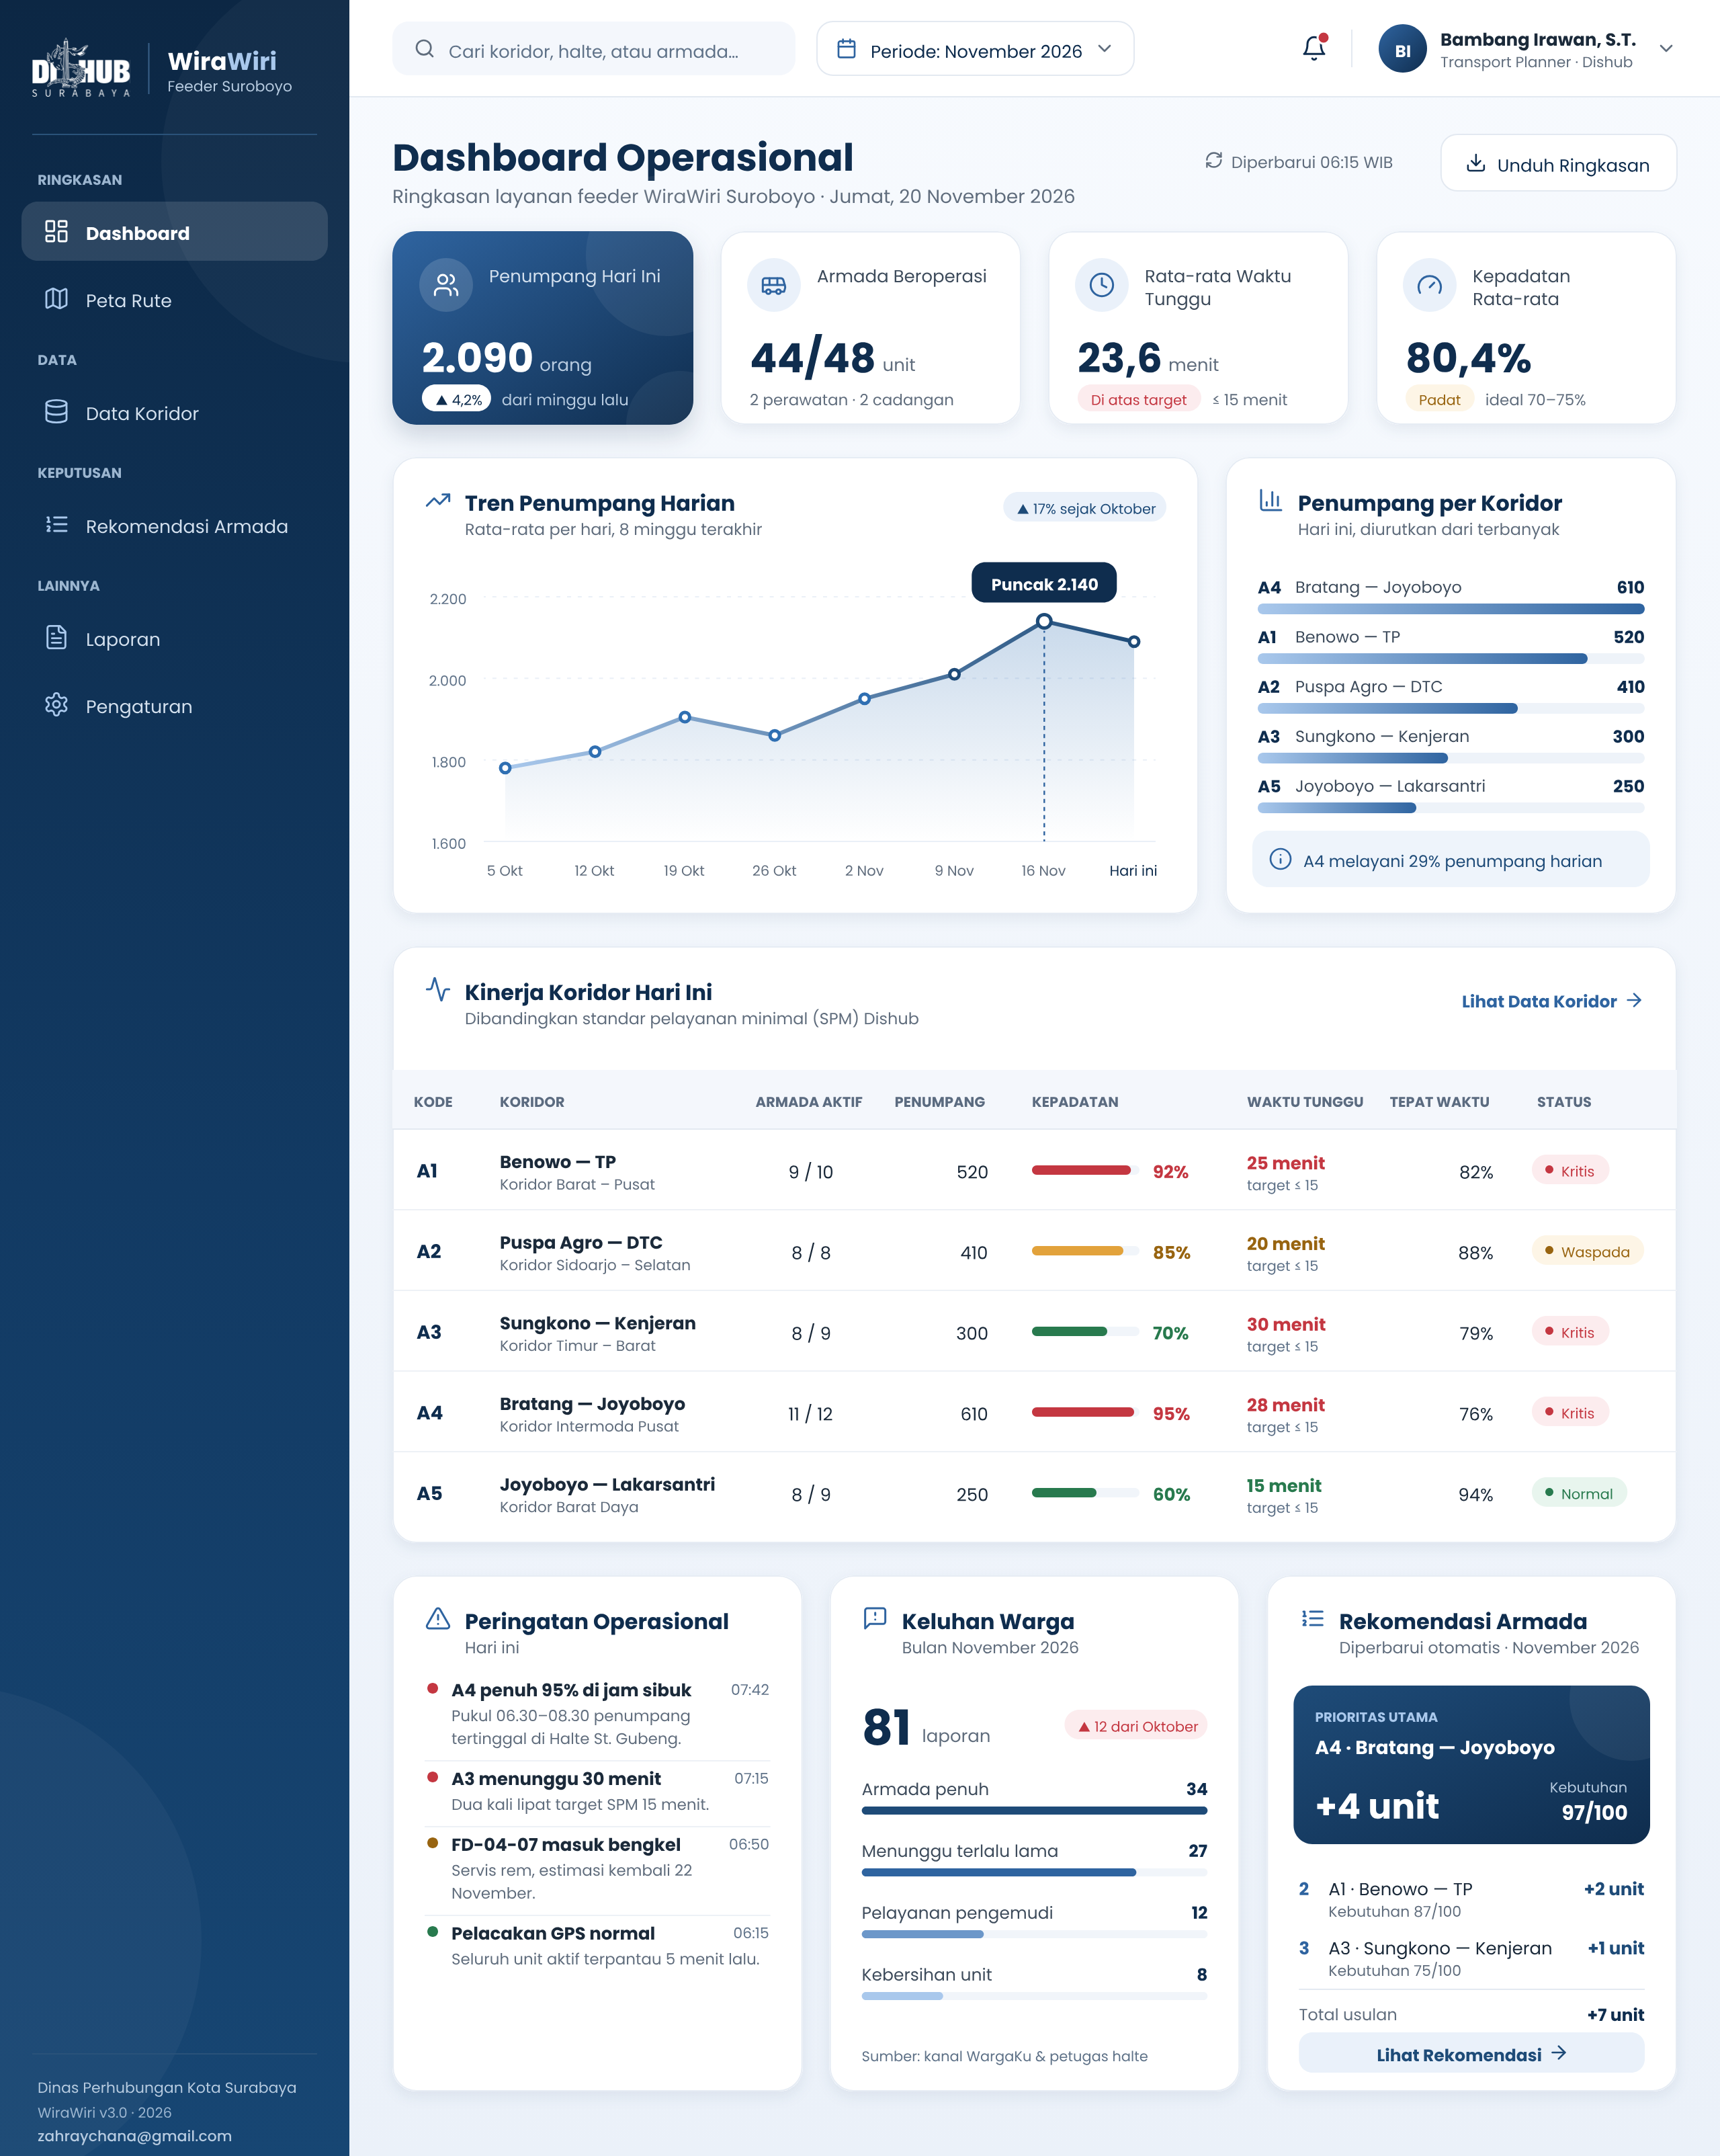 DISHUB
SURABAYA
WiraWiri
Feeder Suroboyo
RINGKASAN
Dashboard
Peta Rute
DATA
Data Koridor
KEPUTUSAN
Rekomendasi Armada
LAINNYA
Laporan
Pengaturan
Dinas Perhubungan Kota Surabaya
WiraWiri v3.0 · 2026
zahraychana@gmail.com
Cari koridor, halte, atau armada...
Periode: November 2026
BI
Bambang Irawan, S.T.
Transport Planner · Dishub
Dashboard Operasional
Ringkasan layanan feeder WiraWiri Suroboyo · Jumat, 20 November 2026
Diperbarui 06:15 WIB
Unduh Ringkasan
Penumpang Hari Ini
2.090 orang
▲ 4,2% dari minggu lalu
Armada Beroperasi
44/48 unit
2 perawatan · 2 cadangan
Rata-rata Waktu
Tunggu
23,6 menit
Di atas target ≤ 15 menit
Kepadatan
Rata-rata
80,4%
Padat ideal 70–75%
Tren Penumpang Harian
Rata-rata per hari, 8 minggu terakhir
▲ 17% sejak Oktober
Puncak 2.140
2.200
2.000
1.800
1.600
5 Okt 12 Okt 19 Okt 26 Okt 2 Nov 9 Nov 16 Nov Hari ini
Penumpang per Koridor
Hari ini, diurutkan dari terbanyak
A4 Bratang — Joyoboyo 610
A1 Benowo — TP 520
A2 Puspa Agro — DTC 410
A3 Sungkono — Kenjeran 300
A5 Joyoboyo — Lakarsantri 250
A4 melayani 29% penumpang harian
Kinerja Koridor Hari Ini
Dibandingkan standar pelayanan minimal (SPM) Dishub
Lihat Data Koridor →
KODE KORIDOR ARMADA AKTIF PENUMPANG KEPADATAN WAKTU TUNGGU TEPAT WAKTU STATUS
A1 Benowo — TP 9 / 10 520 92% 25 menit 82% Kritis
Koridor Barat – Pusat target ≤ 15
A2 Puspa Agro — DTC 8 / 8 410 85% 20 menit 88% Waspada
Koridor Sidoarjo – Selatan target ≤ 15
A3 Sungkono — Kenjeran 8 / 9 300 70% 30 menit 79% Kritis
Koridor Timur – Barat target ≤ 15
A4 Bratang — Joyoboyo 11 / 12 610 95% 28 menit 76% Kritis
Koridor Intermoda Pusat target ≤ 15
A5 Joyoboyo — Lakarsantri 8 / 9 250 60% 15 menit 94% Normal
Koridor Barat Daya target ≤ 15
Peringatan Operasional
Hari ini
A4 penuh 95% di jam sibuk 07:42
Pukul 06.30–08.30 penumpang
tertinggal di Halte St. Gubeng.
A3 menunggu 30 menit 07:15
Dua kali lipat target SPM 15 menit.
FD-04-07 masuk bengkel 06:50
Servis rem, estimasi kembali 22
November.
Pelacakan GPS normal 06:15
Seluruh unit aktif terpantau 5 menit lalu.
Keluhan Warga
Bulan November 2026
81 laporan
▲ 12 dari Oktober
Armada penuh 34
Menunggu terlalu lama 27
Pelayanan pengemudi 12
Kebersihan unit 8
Sumber: kanal WargaKu & petugas halte
Rekomendasi Armada
Diperbarui otomatis · November 2026
PRIORITAS UTAMA
A4 · Bratang — Joyoboyo
+4 unit
Kebutuhan
97/100
2 A1 · Benowo — TP +2 unit
Kebutuhan 87/100
3 A3 · Sungkono — Kenjeran +1 unit
Kebutuhan 75/100
Total usulan +7 unit
Lihat Rekomendasi →